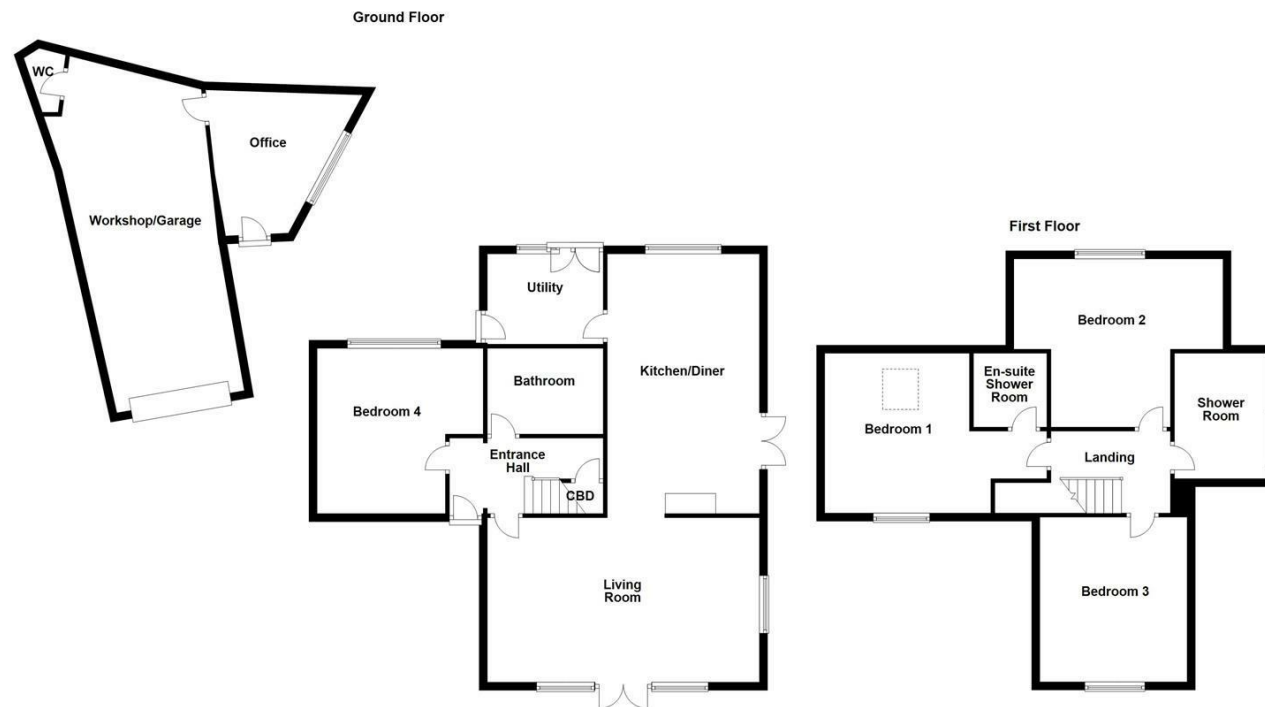 Ground Floor
WC
Office
Workshop/Garage
Utility
Kitchen/Diner
Bathroom
Bedroom 4
Entrance
Hall
CBD
Living
Room
First Floor
Bedroom 2
En-suite
Shower
Room
Shower
Room
Bedroom 1
Landing
Bedroom 3